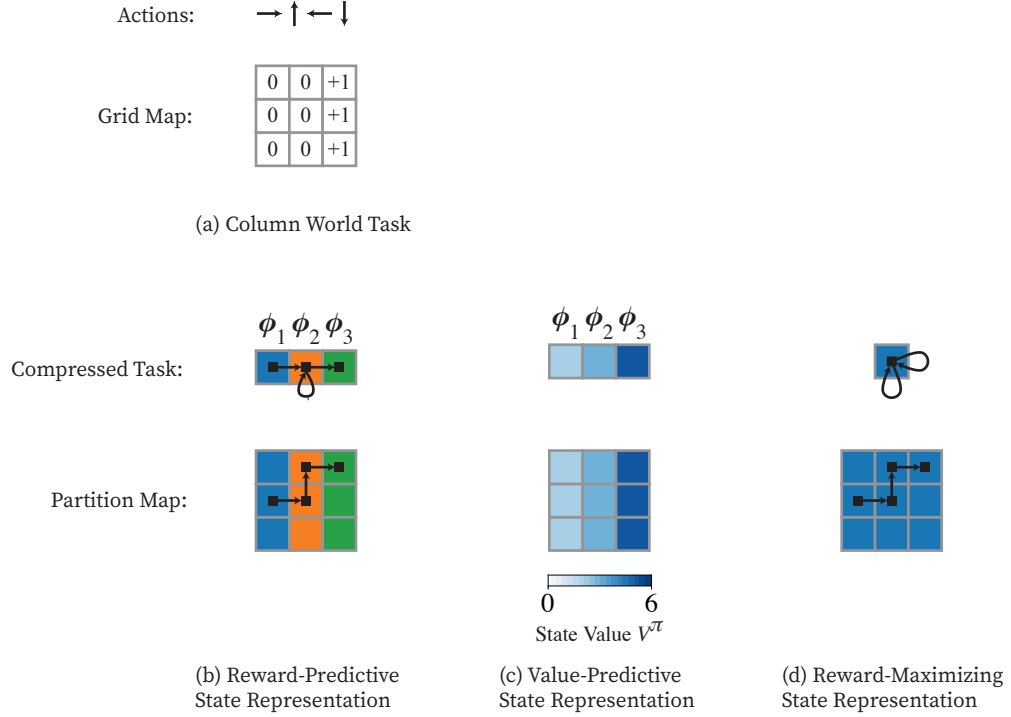 Actions:
Grid Map:
0 0 +1
0 0 +1
0 0 +1
(a) Column World Task
Compressed Task:
ϕ1 ϕ2 ϕ3
ϕ1 ϕ2 ϕ3
Partition Map:
0 6
State Value Vπ
(b) Reward-Predictive
State Representation
(c) Value-Predictive
State Representation
(d) Reward-Maximizing
State Representation